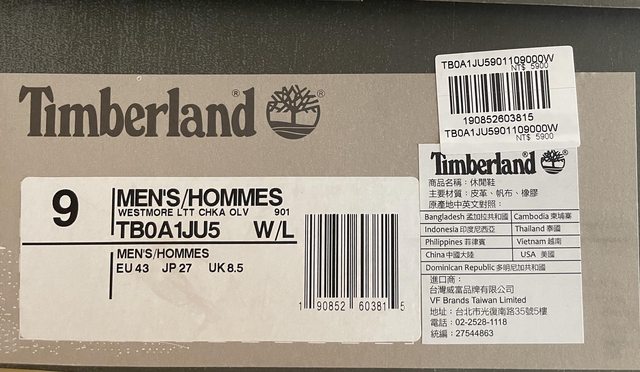 Timberland®
TB0A1JU5901109000W
NT$ 5900
190852603815
TB0A1JU5901109000W
NT$ 5900
9
MEN'S/HOMMES
WESTMORE LTT CHKA OLV 901
TB0A1JU5 W/L
MEN'S/HOMMES
EU 43 JP 27 UK 8.5
1 90852 60381 5
Timberland
商品名稱：休閒鞋
主要材質：皮革、帆布、橡膠
原產地中英文對照：
Bangladesh 孟加拉共和國 Cambodia 柬埔寨
Indonesia 印度尼西亞 Thailand 泰國
Philippines 菲律賓 Vietnam 越南
China 中國大陸 USA 美國
Dominican Republic 多明尼加共和國
進口商：
台灣威富品牌有限公司
VF Brands Taiwan Limited
地址：台北市光復南路35號5樓
電話：02-2528-1118
統編：27544863